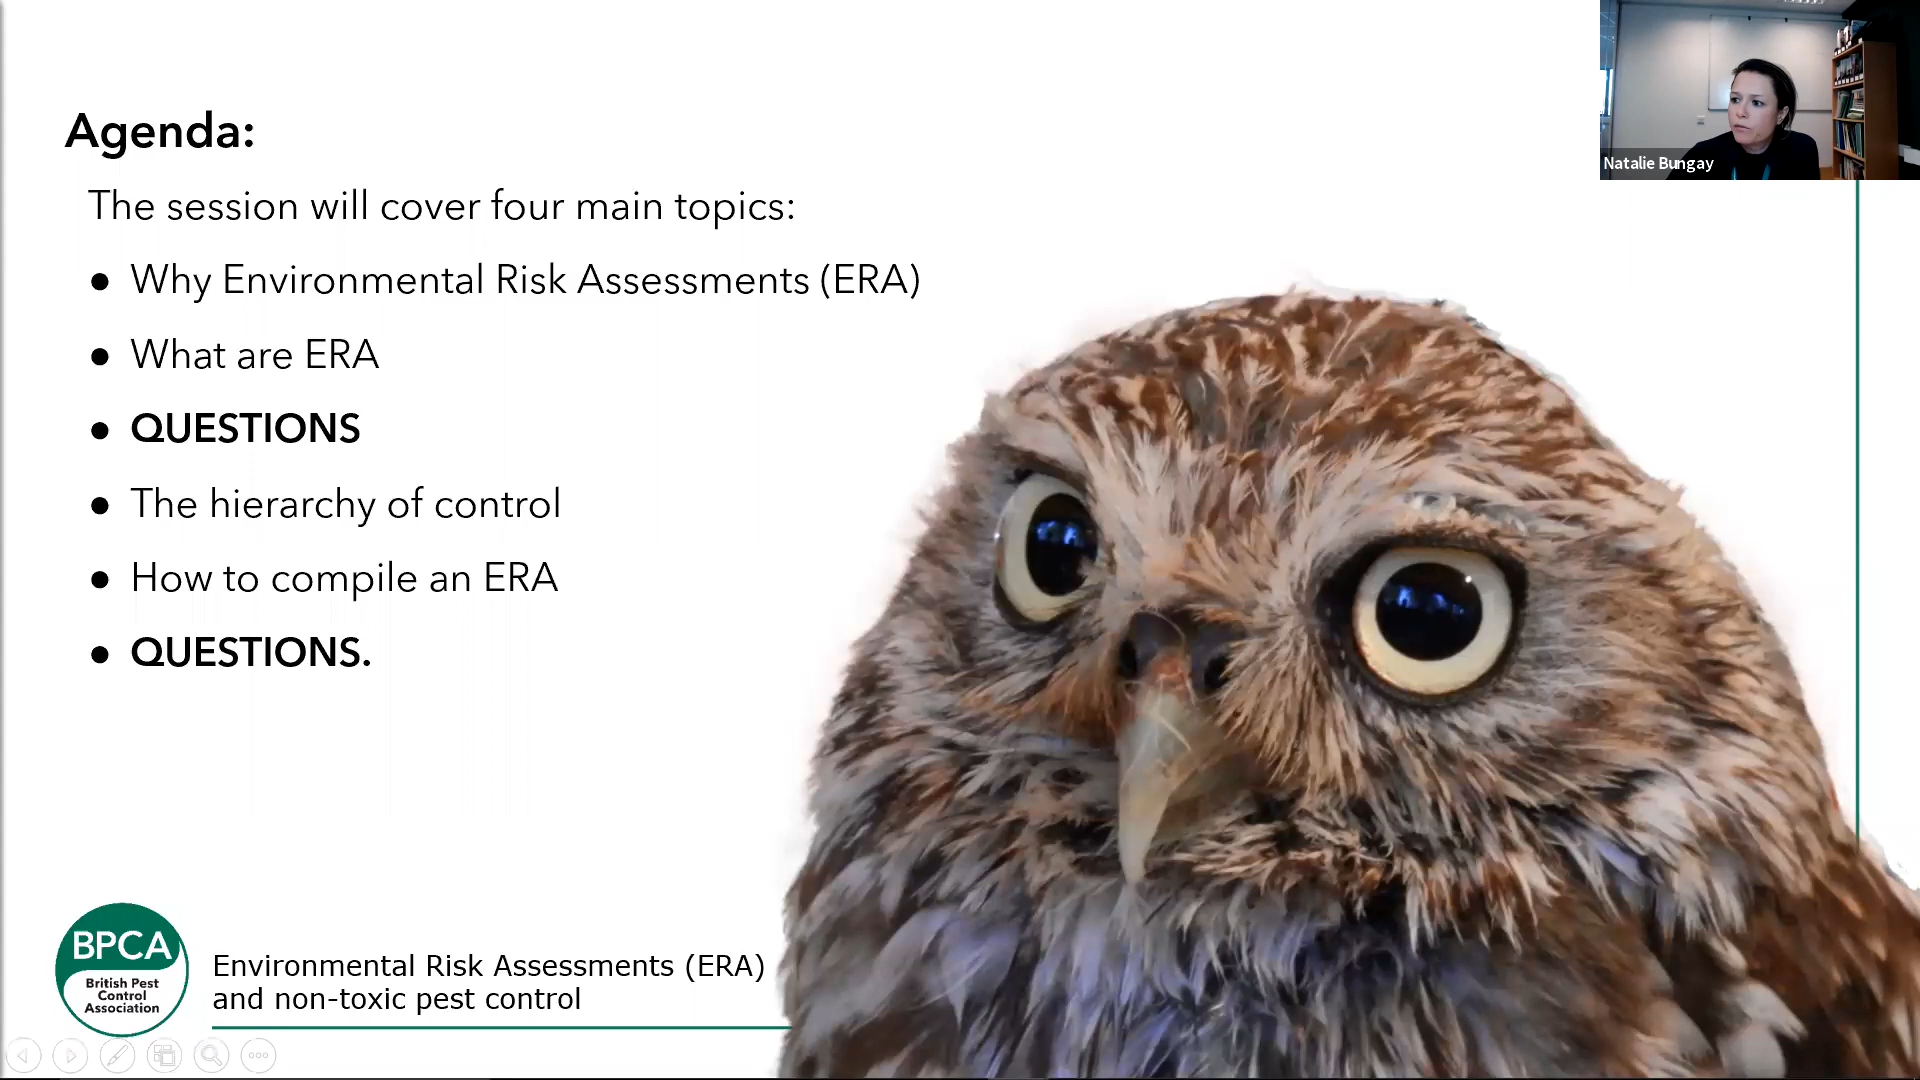 Natalie Bungay
Agenda:
The session will cover four main topics:
● Why Environmental Risk Assessments (ERA)
● What are ERA
● QUESTIONS
● The hierarchy of control
● How to compile an ERA
● QUESTIONS.
BPCA
British Pest
Control
Association
Environmental Risk Assessments (ERA)
and non-toxic pest control